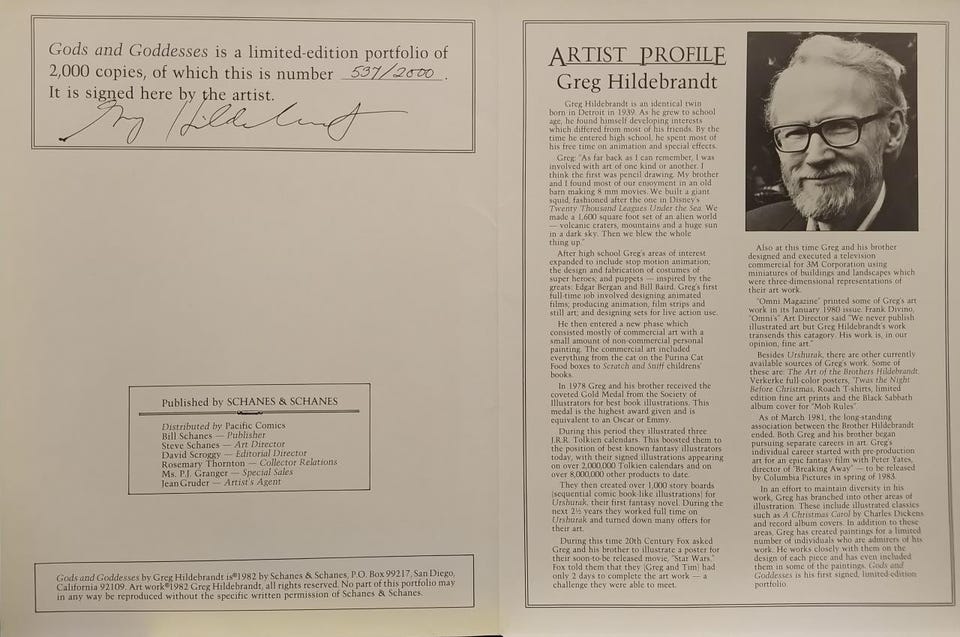 Gods and Goddesses is a limited-edition portfolio of
2,000 copies, of which this is number 537/2000.
It is signed here by the artist.
Greg Hildebrandt
Published by SCHANES & SCHANES
Distributed by Pacific Comics
Bill Schanes — Publisher
Steve Schanes — Art Director
David Scroggy — Editorial Director
Rosemary Thornton — Collector Relations
Ms. P.J. Granger — Special Sales
Jean Gruder — Artist's Agent
Gods and Goddesses by Greg Hildebrandt is©1982 by Schanes & Schanes, P.O. Box 99217, San Diego,
California 92109. Art work©1982 Greg Hildebrandt, all rights reserved. No part of this portfolio may
in any way be reproduced without the specific written permission of Schanes & Schanes.
ARTIST PROFILE
Greg Hildebrandt
Greg Hildebrandt is an identical twin
born in Detroit in 1939. As he grew to school
age, he found himself developing interests
which differed from most of his friends. By the
time he entered high school, he spent most of
his free time on animation and special effects.
Greg: "As far back as I can remember, I was
involved with art of one kind or another. I
think the first was pencil drawing. My brother
and I found most of our enjoyment in an old
barn making 8 mm movies. We built a giant
squid, fashioned after the one in Disney's
Twenty Thousand Leagues Under the Sea. We
made a 1,600 square foot set of an alien world
— volcanic craters, mountains and a huge sun
in a dark sky. Then we blew the whole
thing up."
After high school Greg's areas of interest
expanded to include stop motion animation;
the design and fabrication of costumes of
super heroes; and puppets — inspired by the
greats: Edgar Bergan and Bill Baird. Greg's first
full-time job involved designing animated
films; producing animation, film strips and
still art; and designing sets for live action use.
He then entered a new phase which
consisted mostly of commercial art with a
small amount of non-commercial personal
painting. The commercial art included
everything from the cat on the Purina Cat
Food boxes to Scratch and Sniff childrens'
books.
In 1978 Greg and his brother received the
coveted Gold Medal from the Society of
Illustrators for best book illustrations. This
medal is the highest award given and is
equivalent to an Oscar or Emmy.
During this period they illustrated three
J.R.R. Tolkien calendars. This boosted them to
the position of best known fantasy illustrators
today, with their signed illustrations appearing
on over 2,000,000 Tolkien calendars and on
over 8,000,000 other products to date.
They then created over 1,000 story boards
(sequential comic book-like illustrations) for
Urshurak, their first fantasy novel. During the
next 2½ years they worked full time on
Urshurak and turned down many offers for
their art.
During this time 20th Century Fox asked
Greg and his brother to illustrate a poster for
their soon-to-be released movie, "Star Wars."
Fox told them that they (Greg and Tim) had
only 2 days to complete the art work — a
challenge they were able to meet.
Also at this time Greg and his brother
designed and executed a television
commercial for 3M Corporation using
miniatures of buildings and landscapes which
were three-dimensional representations of
their art work.
"Omni Magazine" printed some of Greg's art
work in its January 1980 issue. Frank Divino,
"Omni's" Art Director said "We never publish
illustrated art but Greg Hildebrandt's work
transends this catagory. His work is, in our
opinion, fine art."
Besides Urshurak, there are other currently
available sources of Greg's work. Some of
these are: The Art of the Brothers Hildebrandt,
Verkerke full-color posters, 'Twas the Night
Before Christmas, Roach T-shirts, limited
edition fine art prints and the Black Sabbath
album cover for "Mob Rules".
As of March 1981, the long-standing
association between the Brother Hildebrandt
ended. Both Greg and his brother began
pursuing separate careers in art. Greg's
individual career started with pre-production
art for an epic fantasy film with Peter Yates,
director of "Breaking Away" — to be released
by Columbia Pictures in spring of 1983.
In an effort to maintain diversity in his
work, Greg has branched into other areas of
illustration. These include illustrated classics
such as A Christmas Carol by Charles Dickens
and record album covers. In addition to these
areas, Greg has created paintings for a limited
number of individuals who are admirers of his
work. He works closely with them on the
design of each piece and has even included
them in some of the paintings. Gods and
Goddesses is his first signed, limited-edition
portfolio.